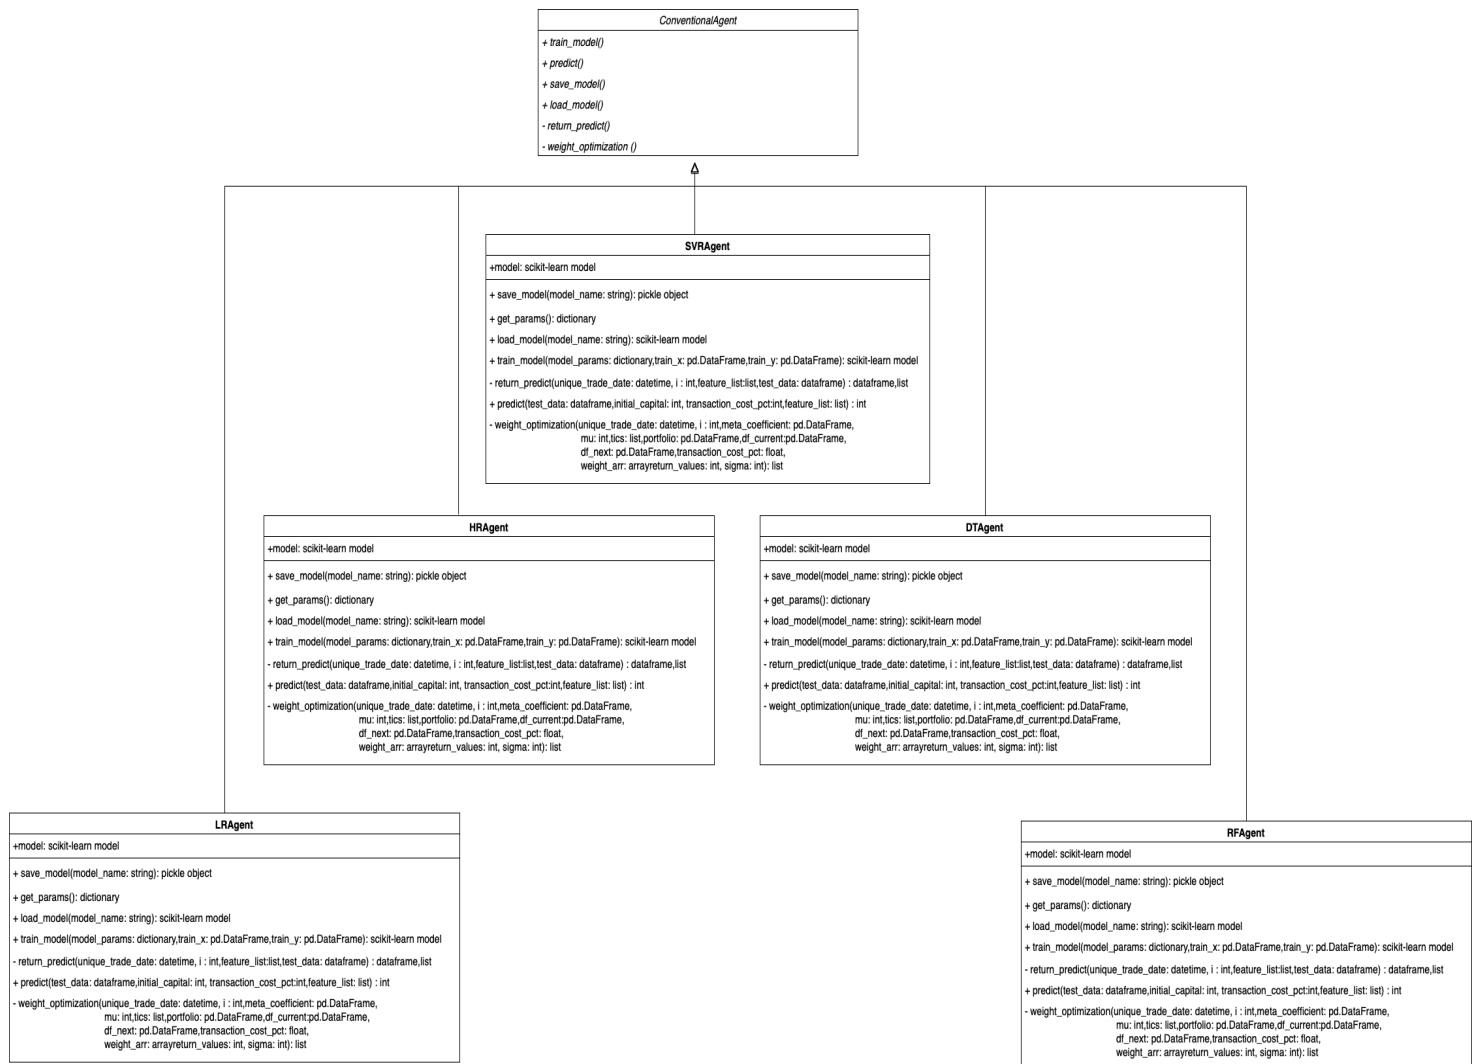 ConventionalAgent
+ train_model()
+ predict()
+ save_model()
+ load_model()
- return_predict()
- weight_optimization ()
SVRAgent
+model: scikit-learn model
+ save_model(model_name: string): pickle object
+ get_params(): dictionary
+ load_model(model_name: string): scikit-learn model
+ train_model(model_params: dictionary,train_x: pd.DataFrame,train_y: pd.DataFrame): scikit-learn model
- return_predict(unique_trade_date: datetime, i : int,feature_list:list,test_data: dataframe) : dataframe,list
+ predict(test_data: dataframe,initial_capital: int, transaction_cost_pct:int,feature_list: list) : int
- weight_optimization(unique_trade_date: datetime, i : int,meta_coefficient: pd.DataFrame,
mu: int,tics: list,portfolio: pd.DataFrame,df_current:pd.DataFrame,
df_next: pd.DataFrame,transaction_cost_pct: float,
weight_arr: arrayreturn_values: int, sigma: int): list
HRAgent
+model: scikit-learn model
+ save_model(model_name: string): pickle object
+ get_params(): dictionary
+ load_model(model_name: string): scikit-learn model
+ train_model(model_params: dictionary,train_x: pd.DataFrame,train_y: pd.DataFrame): scikit-learn model
- return_predict(unique_trade_date: datetime, i : int,feature_list:list,test_data: dataframe) : dataframe,list
+ predict(test_data: dataframe,initial_capital: int, transaction_cost_pct:int,feature_list: list) : int
- weight_optimization(unique_trade_date: datetime, i : int,meta_coefficient: pd.DataFrame,
mu: int,tics: list,portfolio: pd.DataFrame,df_current:pd.DataFrame,
df_next: pd.DataFrame,transaction_cost_pct: float,
weight_arr: arrayreturn_values: int, sigma: int): list
DTAgent
+model: scikit-learn model
+ save_model(model_name: string): pickle object
+ get_params(): dictionary
+ load_model(model_name: string): scikit-learn model
+ train_model(model_params: dictionary,train_x: pd.DataFrame,train_y: pd.DataFrame): scikit-learn model
- return_predict(unique_trade_date: datetime, i : int,feature_list:list,test_data: dataframe) : dataframe,list
+ predict(test_data: dataframe,initial_capital: int, transaction_cost_pct:int,feature_list: list) : int
- weight_optimization(unique_trade_date: datetime, i : int,meta_coefficient: pd.DataFrame,
mu: int,tics: list,portfolio: pd.DataFrame,df_current:pd.DataFrame,
df_next: pd.DataFrame,transaction_cost_pct: float,
weight_arr: arrayreturn_values: int, sigma: int): list
LRAgent
+model: scikit-learn model
+ save_model(model_name: string): pickle object
+ get_params(): dictionary
+ load_model(model_name: string): scikit-learn model
+ train_model(model_params: dictionary,train_x: pd.DataFrame,train_y: pd.DataFrame): scikit-learn model
- return_predict(unique_trade_date: datetime, i : int,feature_list:list,test_data: dataframe) : dataframe,list
+ predict(test_data: dataframe,initial_capital: int, transaction_cost_pct:int,feature_list: list) : int
- weight_optimization(unique_trade_date: datetime, i : int,meta_coefficient: pd.DataFrame,
mu: int,tics: list,portfolio: pd.DataFrame,df_current:pd.DataFrame,
df_next: pd.DataFrame,transaction_cost_pct: float,
weight_arr: arrayreturn_values: int, sigma: int): list
RFAgent
+model: scikit-learn model
+ save_model(model_name: string): pickle object
+ get_params(): dictionary
+ load_model(model_name: string): scikit-learn model
+ train_model(model_params: dictionary,train_x: pd.DataFrame,train_y: pd.DataFrame): scikit-learn model
- return_predict(unique_trade_date: datetime, i : int,feature_list:list,test_data: dataframe) : dataframe,list
+ predict(test_data: dataframe,initial_capital: int, transaction_cost_pct:int,feature_list: list) : int
- weight_optimization(unique_trade_date: datetime, i : int,meta_coefficient: pd.DataFrame,
mu: int,tics: list,portfolio: pd.DataFrame,df_current:pd.DataFrame,
df_next: pd.DataFrame,transaction_cost_pct: float,
weight_arr: arrayreturn_values: int, sigma: int): list